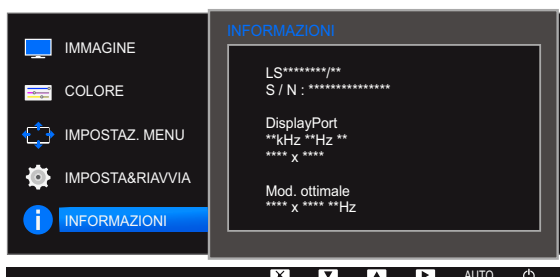 IMMAGINE
COLORE
IMPOSTAZ. MENU
IMPOSTA&RIAVVIA
INFORMAZIONI
INFORMAZIONI
LS********/**
S / N : ***************
DisplayPort
**kHz **Hz **
**** x ****
Mod. ottimale
**** x **** **Hz
AUTO